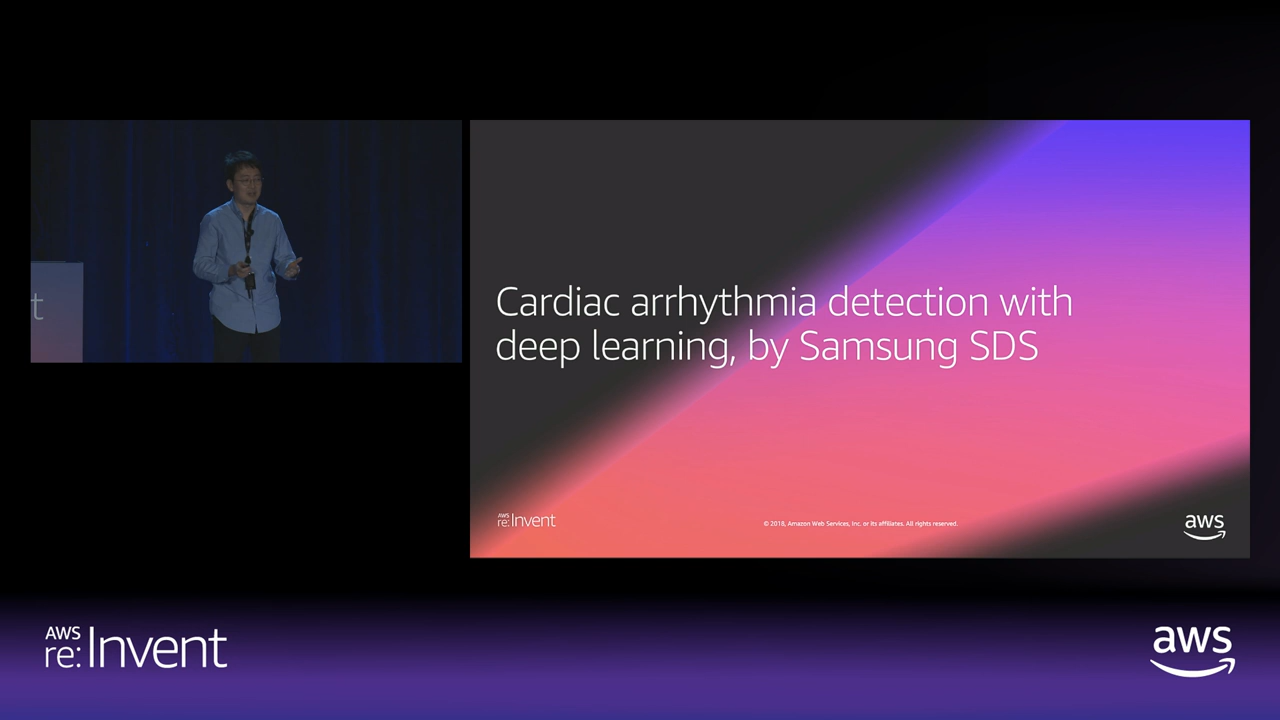 t
Cardiac arrhythmia detection with
deep learning, by Samsung SDS
AWS
re:Invent
© 2018, Amazon Web Services, Inc. or its affiliates. All rights reserved.
aws
AWS
re:Invent
aws